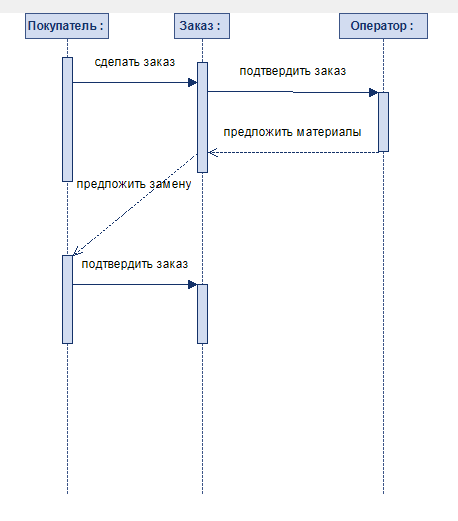 Покупатель :
Заказ :
Оператор :
сделать заказ
подтвердить заказ
предложить материалы
предложить замену
подтвердить заказ